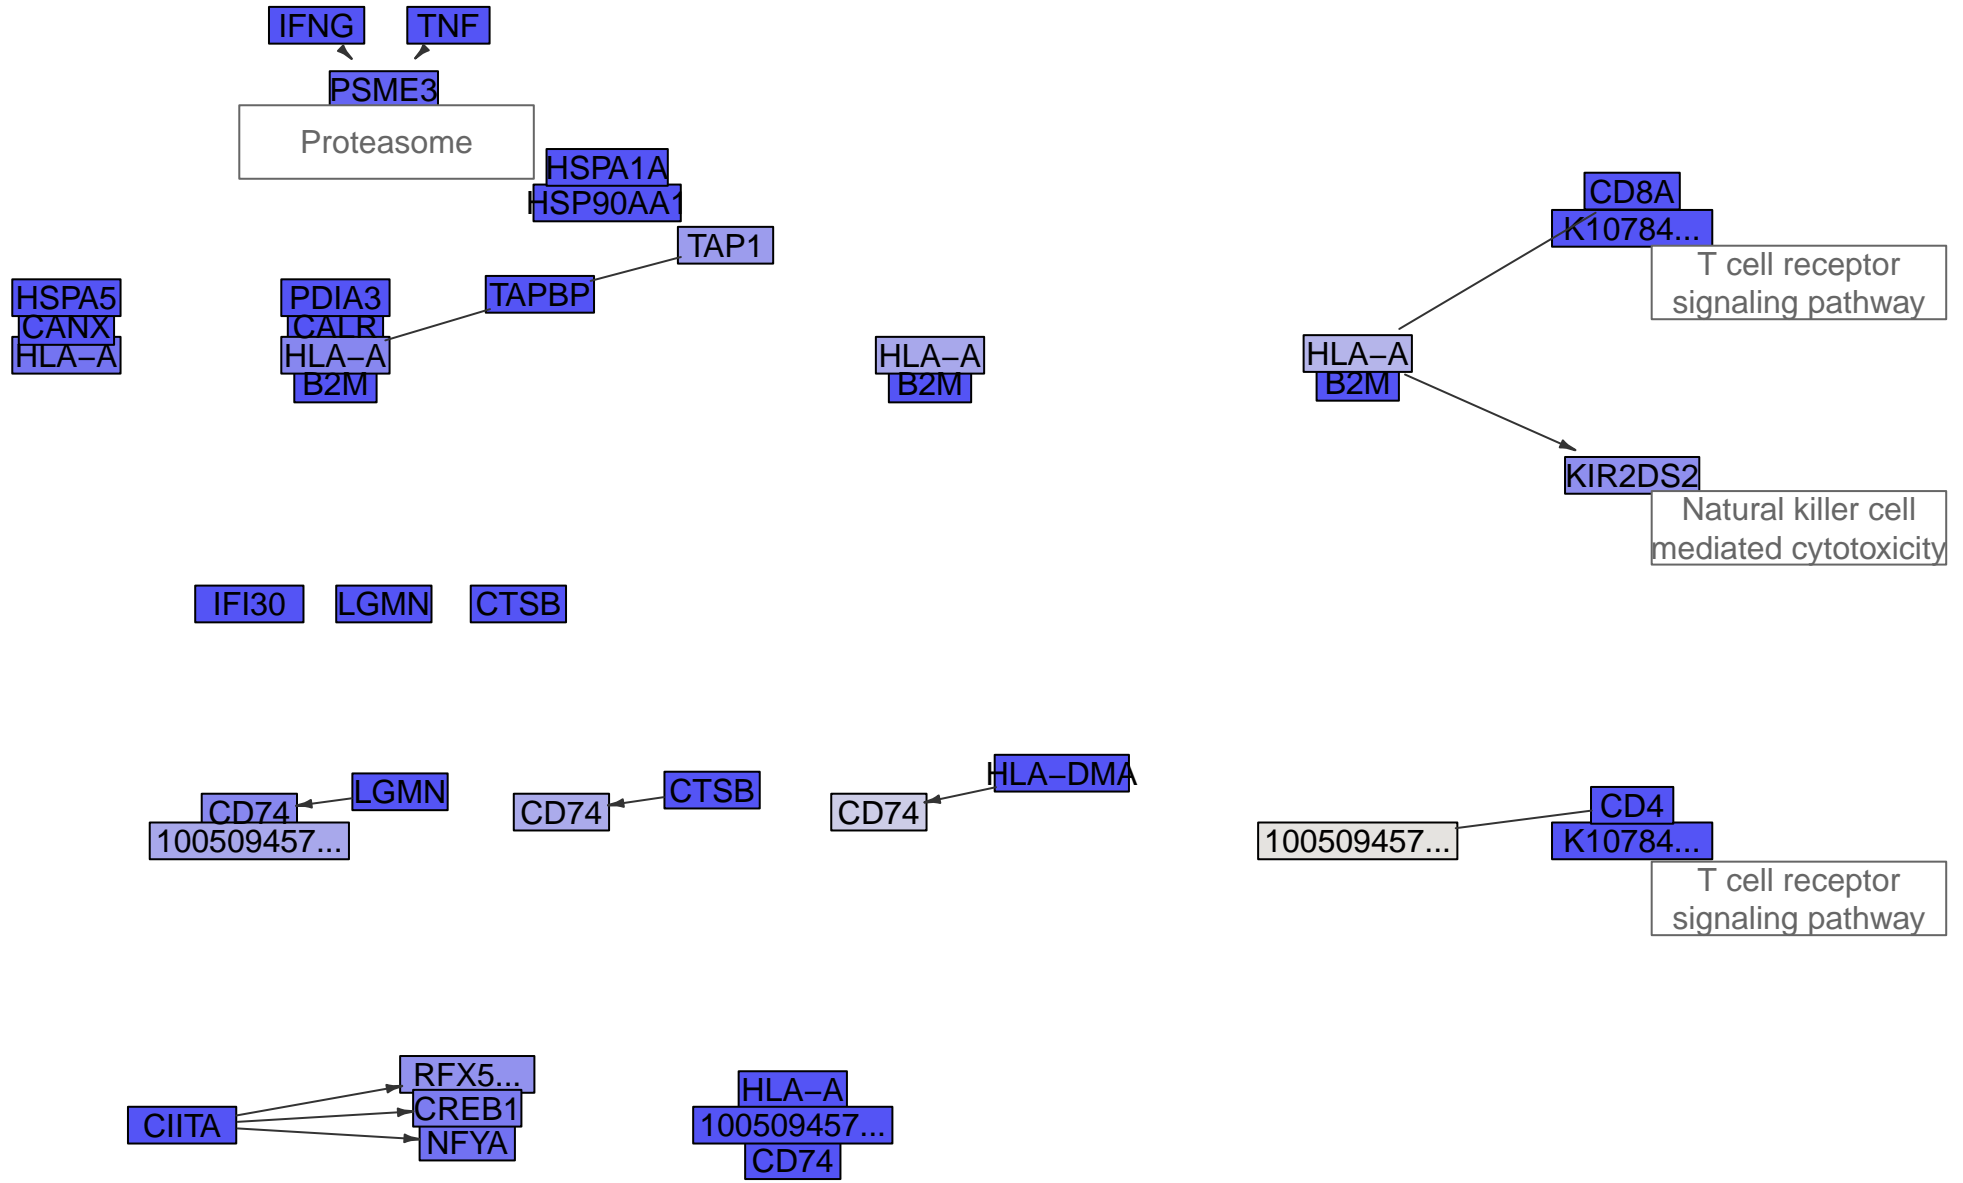 IFNG
TNF
PSME3
Proteasome
HSPA1A
HSP90AA1
CD8A
K10784...
T cell receptor
signaling pathway
TAP1
TAPBP
HSPA5
CANX
HLA–A
PDIA3
CALR
HLA–A
B2M
HLA–A
B2M
HLA–A
B2M
KIR2DS2
Natural killer cell
mediated cytotoxicity
IFI30
LGMN
CTSB
LGMN
CD74
100509457...
CTSB
CD74
HLA–DMA
CD74
100509457...
CD4
K10784...
T cell receptor
signaling pathway
CIITA
RFX5...
CREB1
NFYA
HLA–A
100509457...
CD74